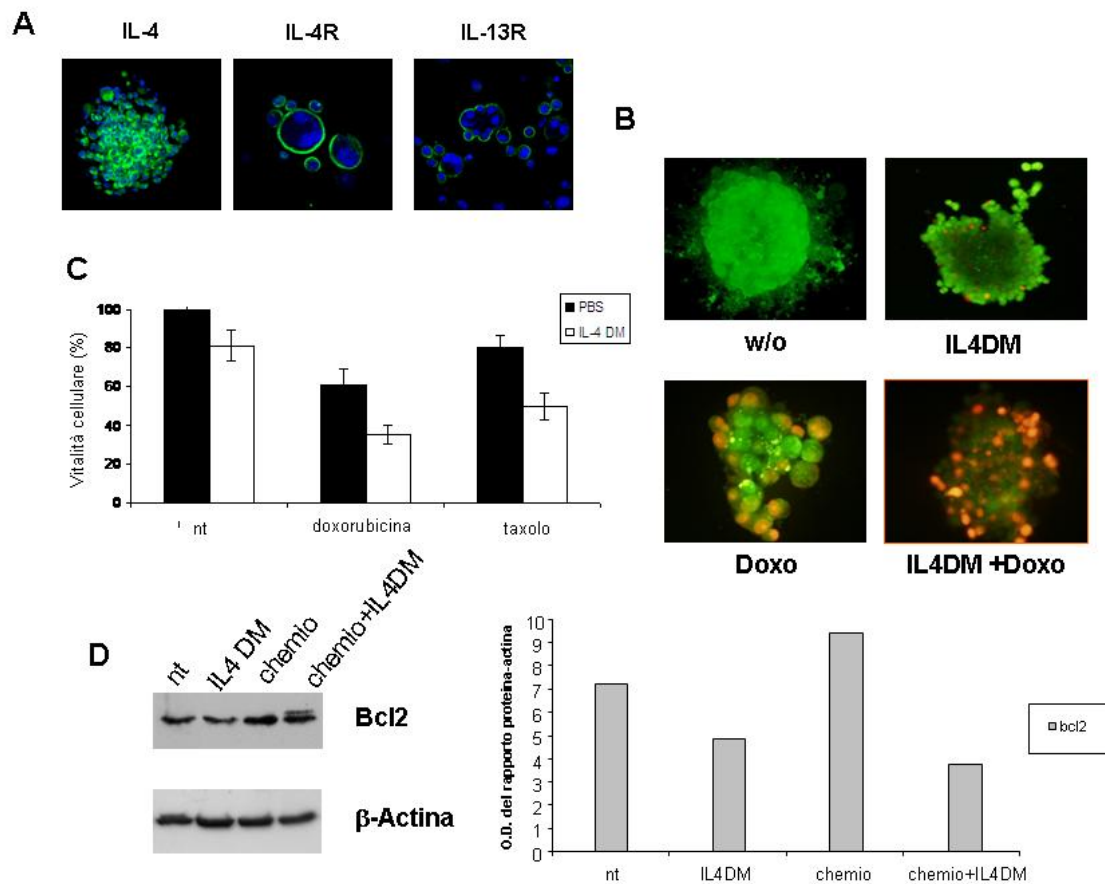 A
IL-4
IL-4R
IL-13R
B
w/o
IL4DM
Doxo
IL4DM +Doxo
C
Vitalità cellulare (%)
100
80
60
40
20
0
nt
doxorubicina
taxolo
PBS
IL-4 DM
D
nt
IL4 DM
chemio
chemio+IL4DM
Bcl2
β-Actina
O.D. del rapporto proteina-actina
10
9
8
7
6
5
4
3
2
1
0
nt
IL4DM
chemio
chemio+IL4DM
bcl2